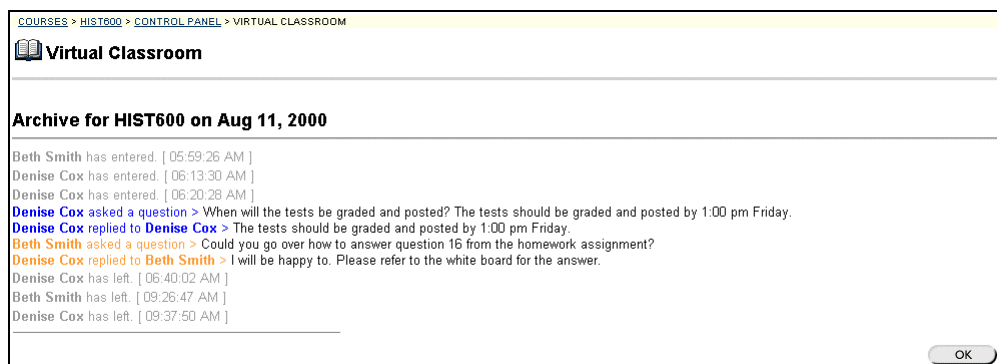 COURSES > HIST600 > CONTROL PANEL > VIRTUAL CLASSROOM
Virtual Classroom
Archive for HIST600 on Aug 11, 2000
Beth Smith has entered. [ 05:59:26 AM ]
Denise Cox has entered. [ 06:13:30 AM ]
Denise Cox has entered. [ 06:20:28 AM ]
Denise Cox asked a question > When will the tests be graded and posted? The tests should be graded and posted by 1:00 pm Friday.
Denise Cox replied to Denise Cox > The tests should be graded and posted by 1:00 pm Friday.
Beth Smith asked a question > Could you go over how to answer question 16 from the homework assignment?
Denise Cox replied to Beth Smith > I will be happy to. Please refer to the white board for the answer.
Denise Cox has left. [ 06:40:02 AM ]
Beth Smith has left. [ 09:26:47 AM ]
Denise Cox has left. [ 09:37:50 AM ]
OK